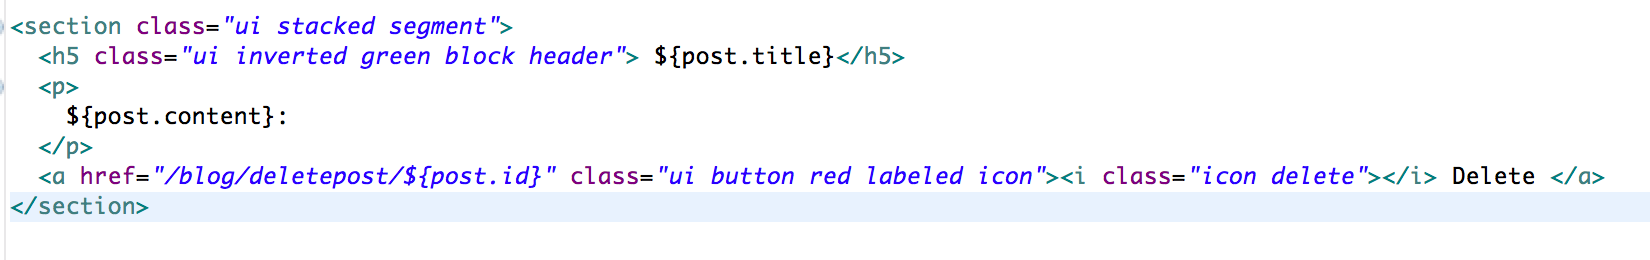 <section class="ui stacked segment">
<h5 class="ui inverted green block header"> ${post.title}</h5>
<p>
${post.content}:
</p>
<a href="/blog/deletepost/${post.id}" class="ui button red labeled icon"><i class="icon delete"></i> Delete </a>
</section>